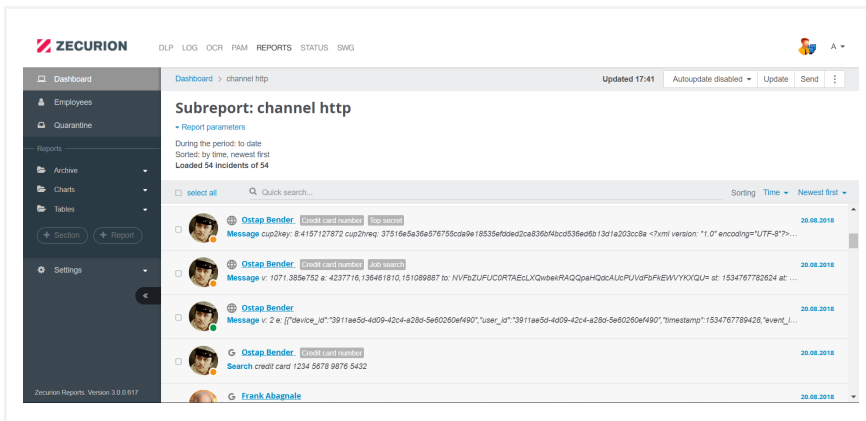 ZECURION
DLP LOG OCR PAM REPORTS STATUS SWG
A
Dashboard
Employees
Quarantine
Reports
Archive
Charts
Tables
+ Section + Report
Settings
«
Zecurion Reports. Version 3.0.0.617
Dashboard > channel http
Updated 17:41 Autoupdate disabled Update Send
Subreport: channel http
Report parameters
During the period: to date
Sorted: by time, newest first
Loaded 54 incidents of 54
select all Quick search... Sorting Time Newest first
Ostap Bender Credit card number Top secret 20.08.2018
Message cup2key: 8:4157127872 cup2hreq: 37516e5a36a576755cda9e18535efdded2ca836bf4bcd536ed6b13d1a203cc8a <?xml version: "1.0" encoding="UTF-8"?>...
Ostap Bender Credit card number Job search 20.08.2018
Message v: 1071.385e752 a: 4237716,136461810,151089887 to: NVFbZUFUC0RTAEcLXQwbekRAQQpaHQdcAUcPUVdFbFkEWVYKXQU= st: 1534767782624 at: ...
Ostap Bender 20.08.2018
Message v: 2 e: [{"device_id":"3911ae5d-4d09-42c4-a28d-5e60260ef490","user_id":"3911ae5d-4d09-42c4-a28d-5e60260ef490","timestamp":1534767789428,"event_i...
Ostap Bender Credit card number 20.08.2018
Search credit card 1234 5678 9876 5432
Frank Abagnale 20.08.2018